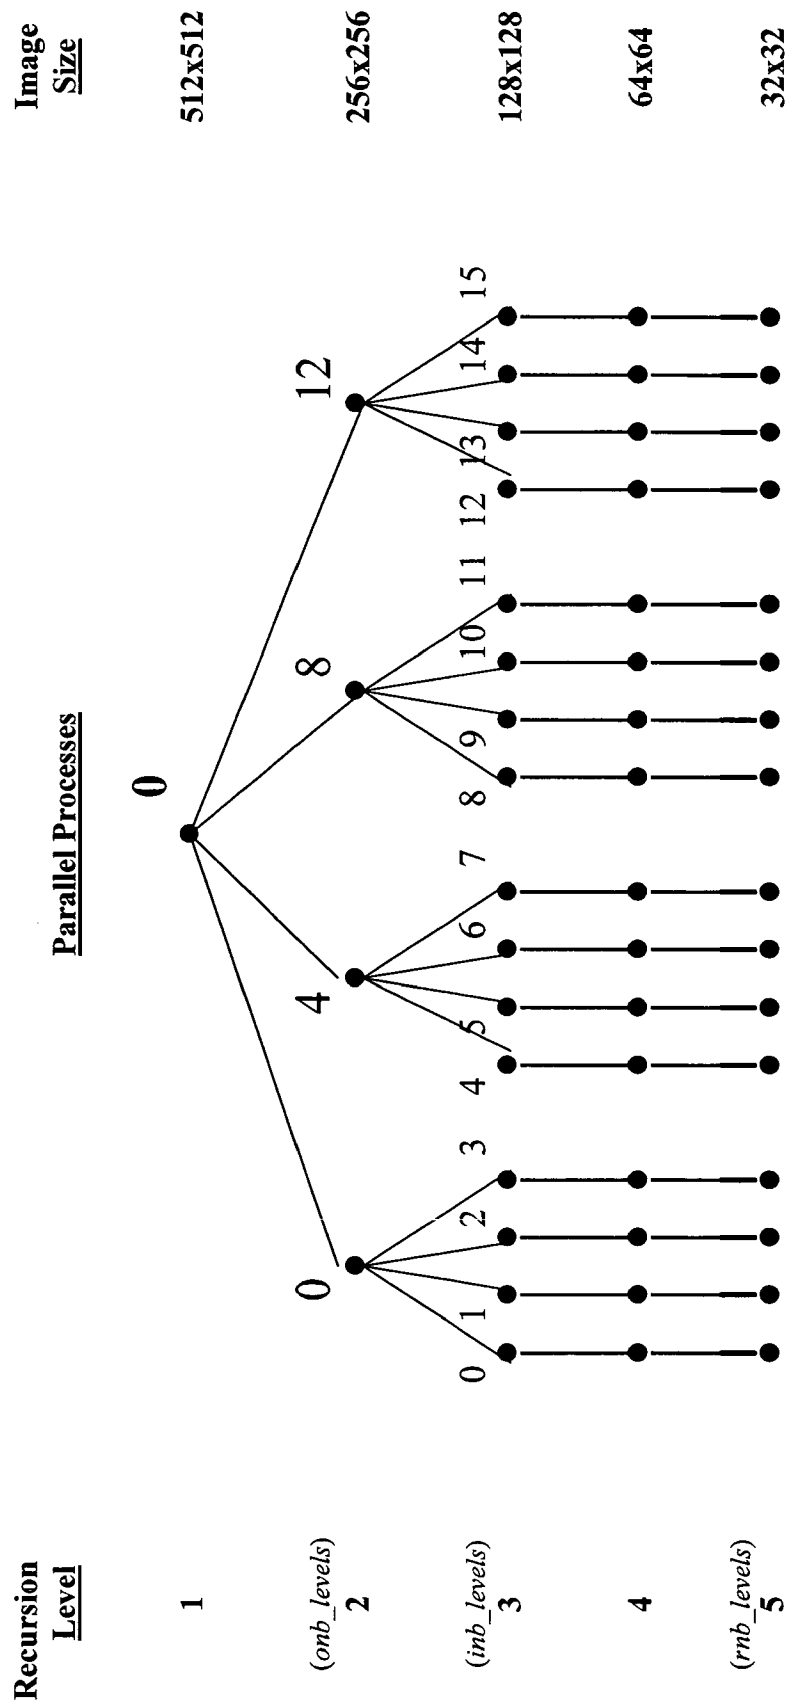 Recursion
Level
Parallel Processes
Image
Size
1
0
512x512
(onb_levels)
2
0 4 8 12
256x256
(inb_levels)
3
0 1 2 3 4 5 6 7 8 9 10 11 12 13 14 15
128x128
4
64x64
(rnb_levels)
5
32x32